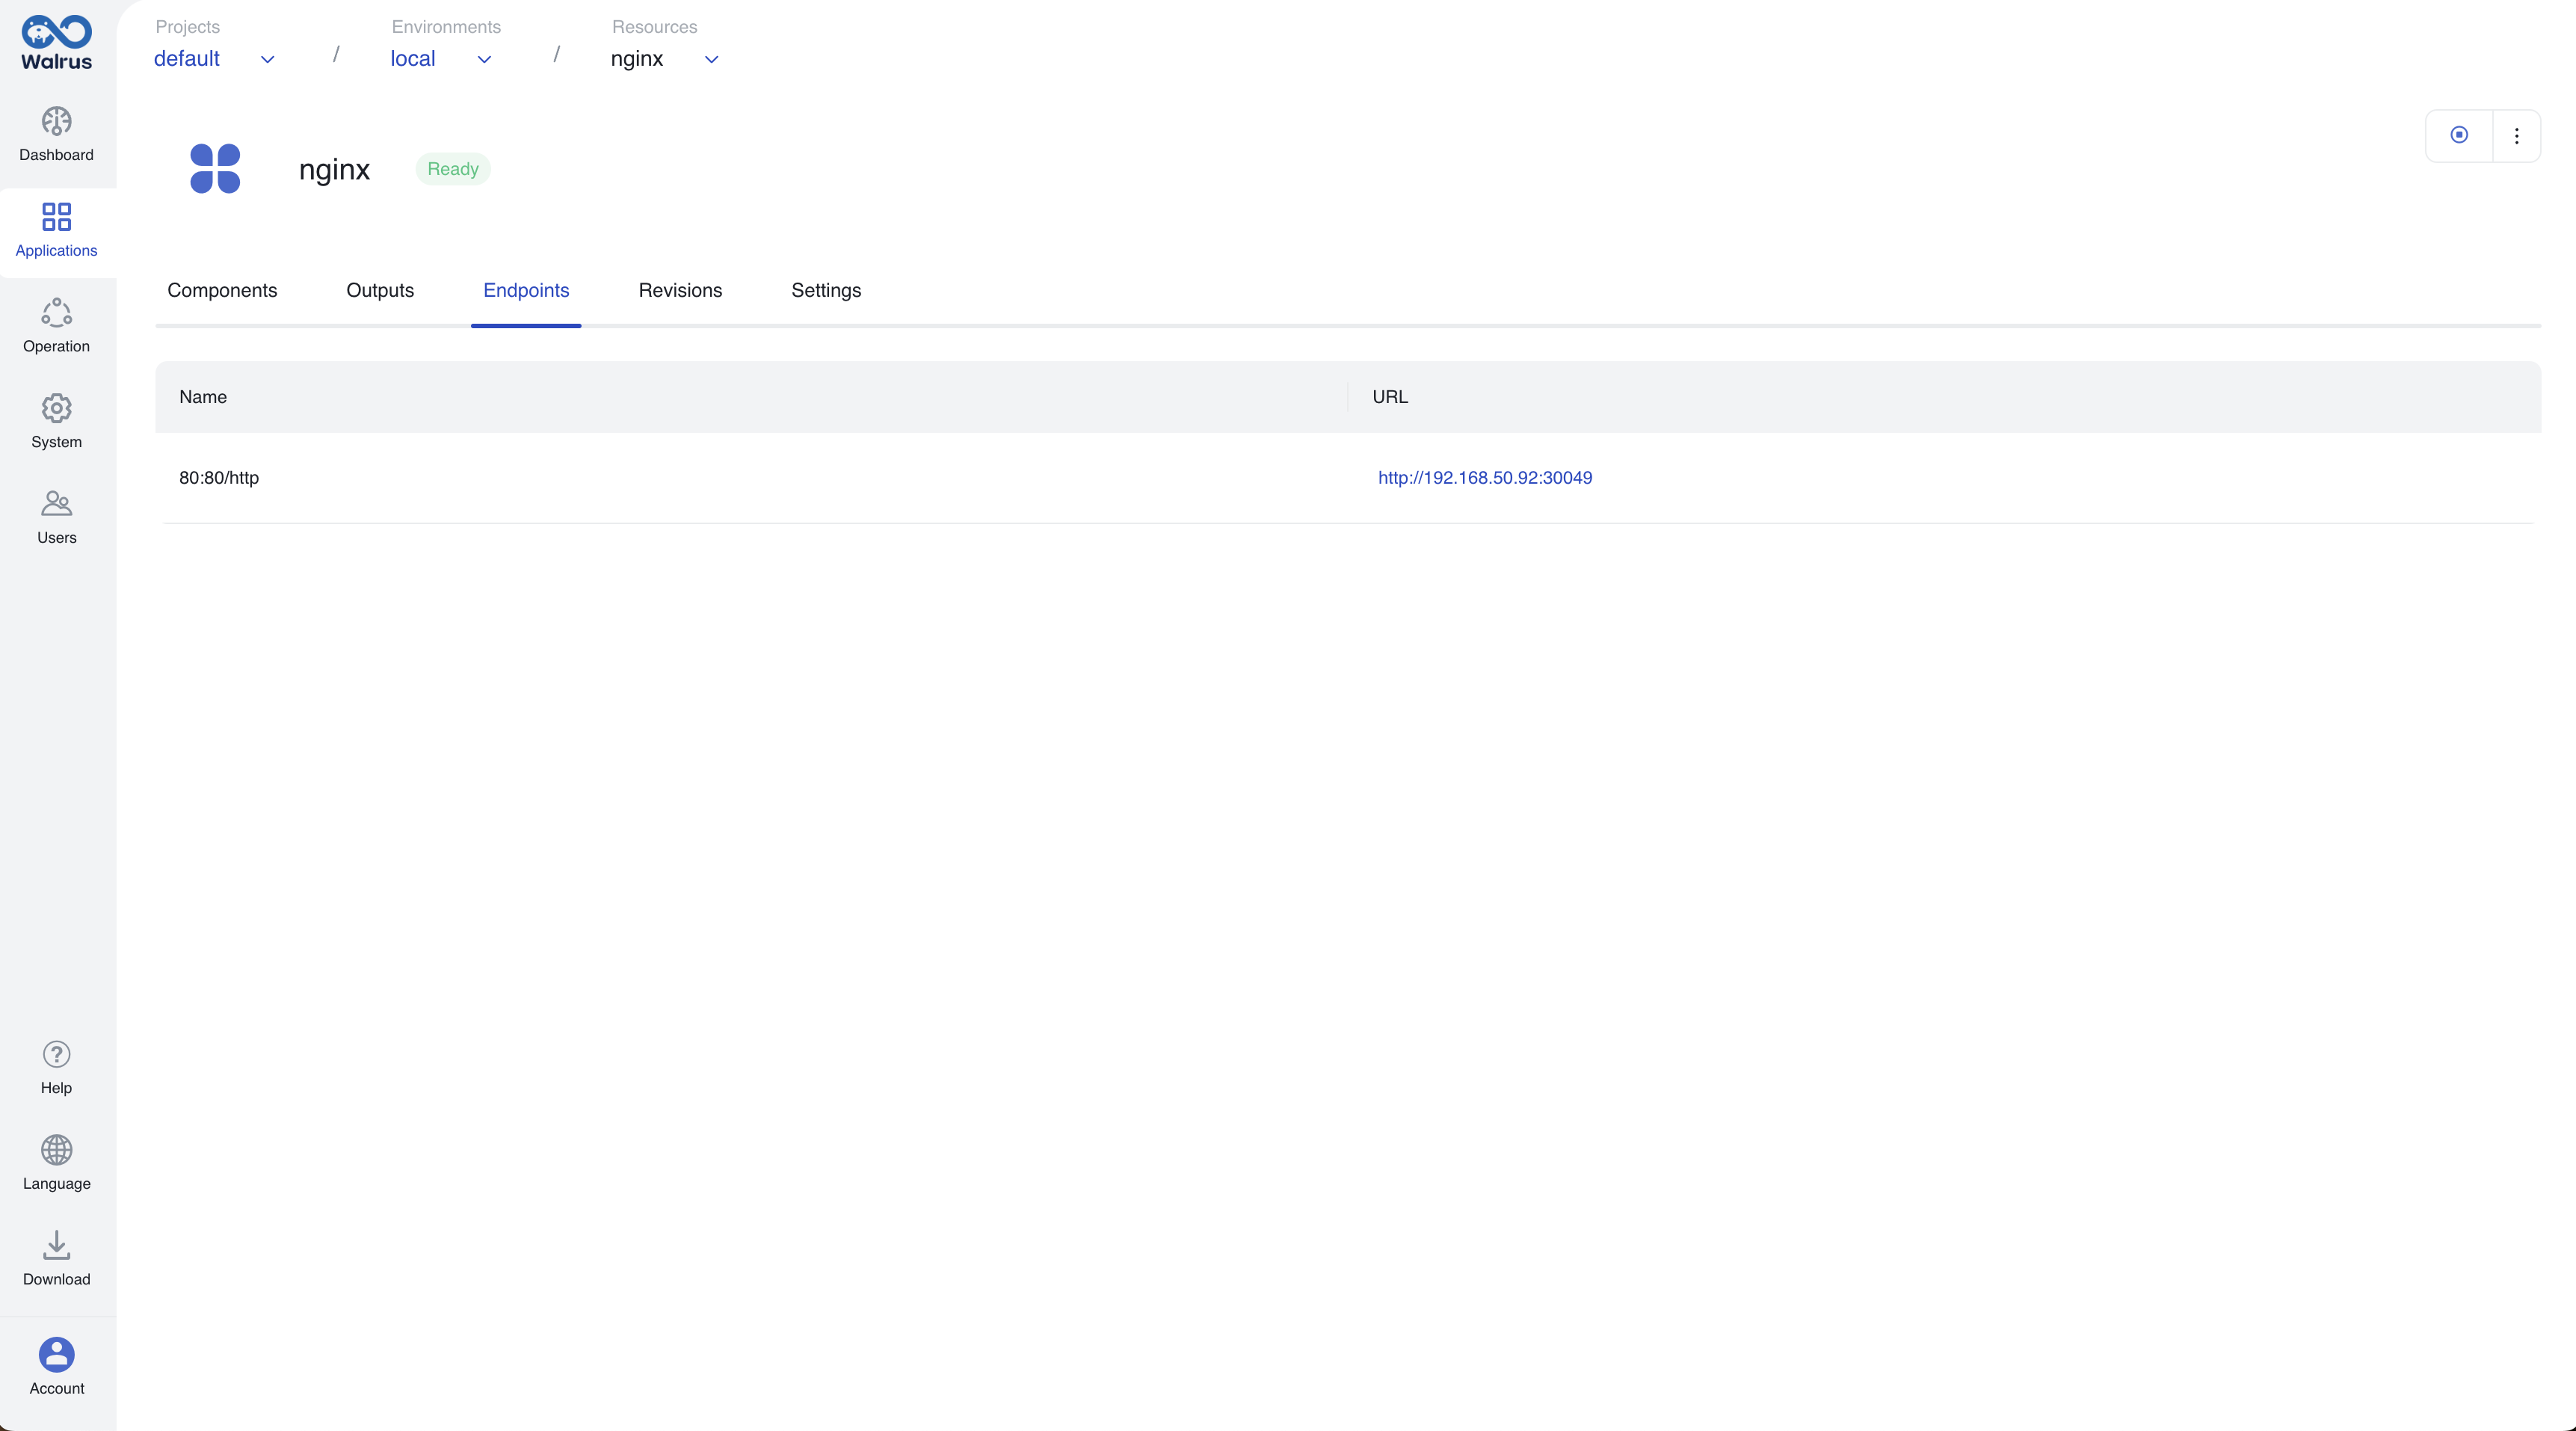 Walrus
Dashboard
Applications
Operation
System
Users
Help
Language
Download
Account
Projects
default
/
Environments
local
/
Resources
nginx
nginx
Ready
Components Outputs Endpoints Revisions Settings
Name URL
80:80/http http://192.168.50.92:30049